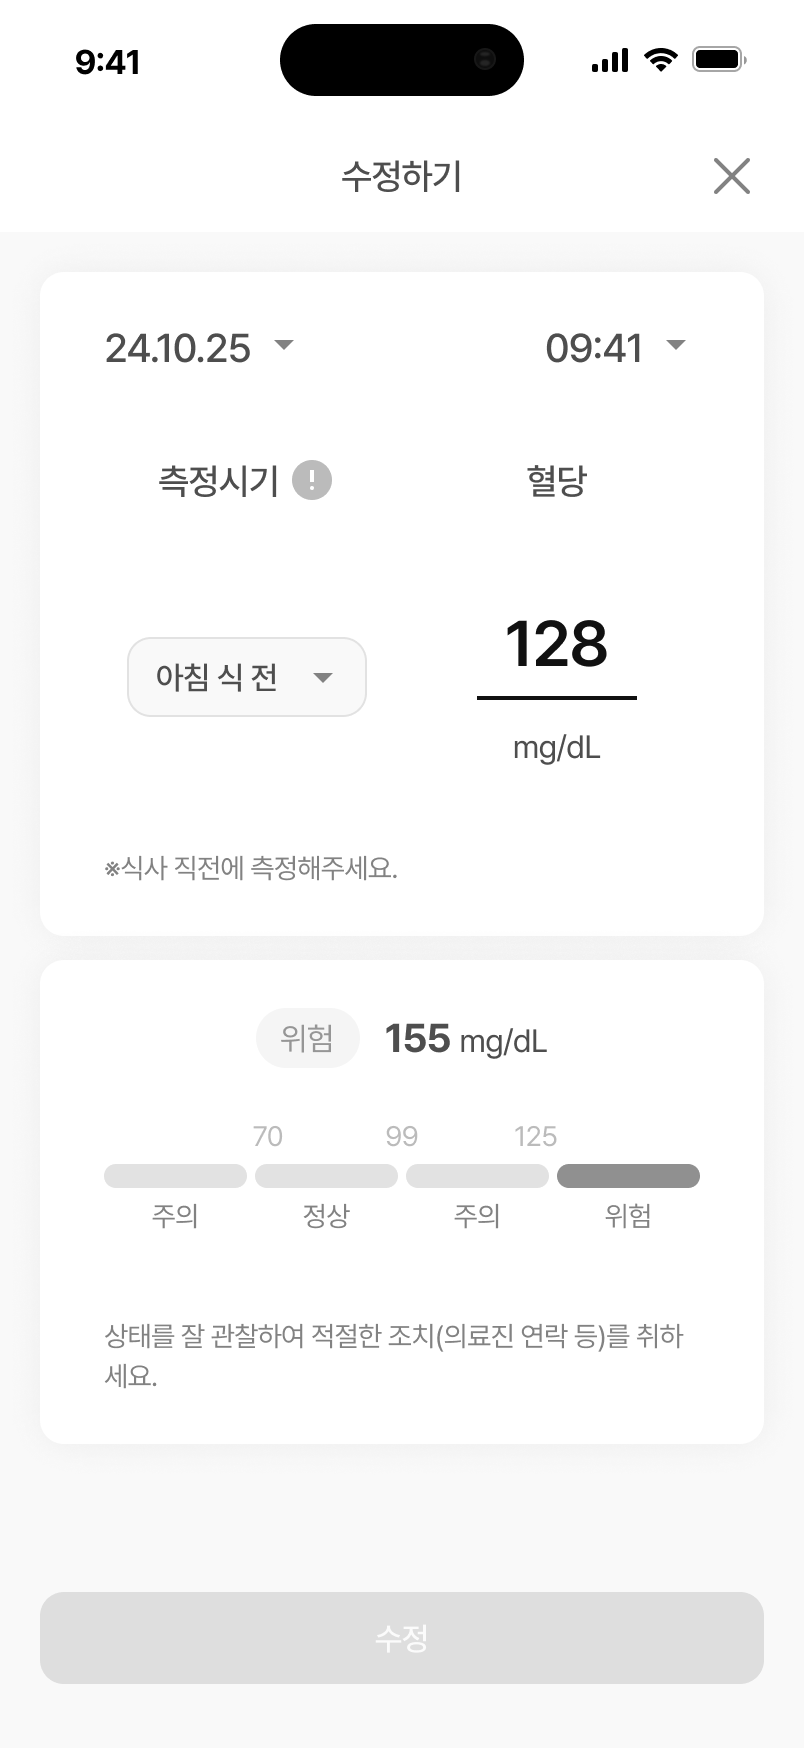 9:41
수정하기
24.10.25
09:41
측정시기 !
혈당
아침 식 전
128
mg/dL
※식사 직전에 측정해주세요.
위험 155 mg/dL
70 99 125
주의 정상 주의 위험
상태를 잘 관찰하여 적절한 조치(의료진 연락 등)를 취하
세요.
수정